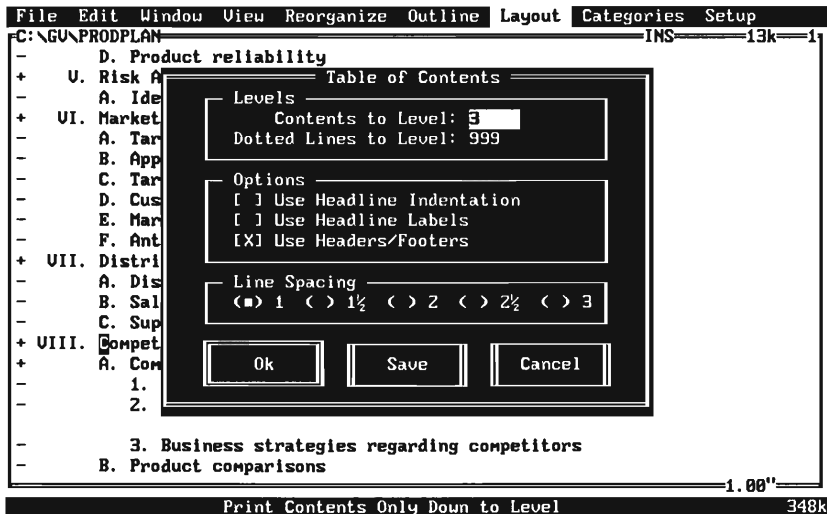 File Edit Window View Reorganize Outline Layout Categories Setup
C:\GV\PRODPLAN INS 13k 1
- D. Product reliability
+ V. Risk A
- A. Ide
+ VI. Market
- A. Tar
- B. App
- C. Tar
- D. Cus
- E. Mar
- F. Ant
+ VII. Distri
- A. Dis
- B. Sal
- C. Sup
+ VIII. Compet
+ A. Com
- 1.
- 2.
- 3. Business strategies regarding competitors
- B. Product comparisons
Table of Contents
Levels
Contents to Level: 3
Dotted Lines to Level: 999
Options
[ ] Use Headline Indentation
[ ] Use Headline Labels
[X] Use Headers/Footers
Line Spacing
(■) 1 ( ) 1½ ( ) 2 ( ) 2½ ( ) 3
Ok Save Cancel
1.00"
Print Contents Only Down to Level 348k